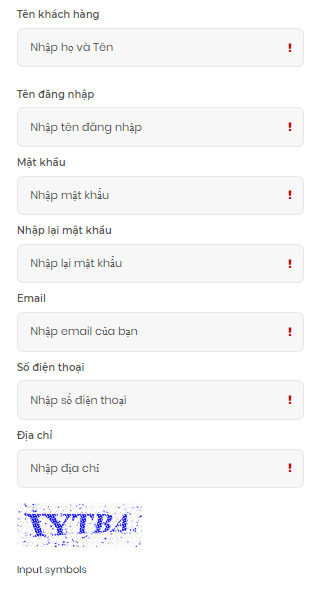 Tên khách hàng
Nhập họ và Tên
Tên đăng nhập
Nhập tên đăng nhập
Mật khẩu
Nhập mật khẩu
Nhập lại mật khẩu
Nhập lại mật khẩu
Email
Nhập email của bạn
Số điện thoại
Nhập số điện thoại
Địa chỉ
Nhập địa chỉ
Input symbols